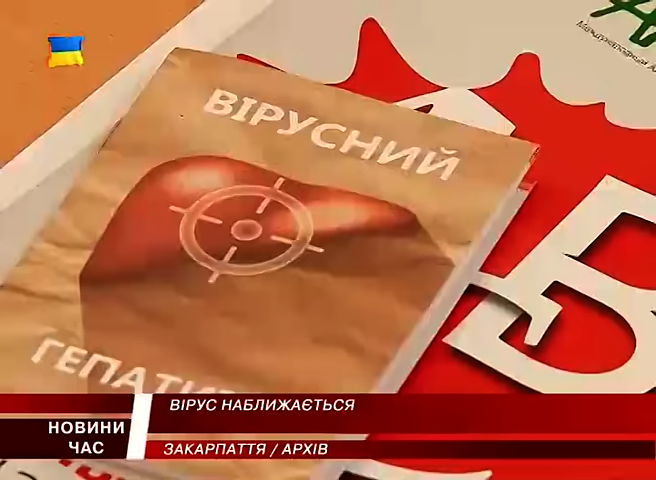 ВІРУСНИЙ
ВІРУС НАБЛИЖАЄТЬСЯ
НОВИНИ
ЧАС
ЗАКАРПАТТЯ / АРХІВ